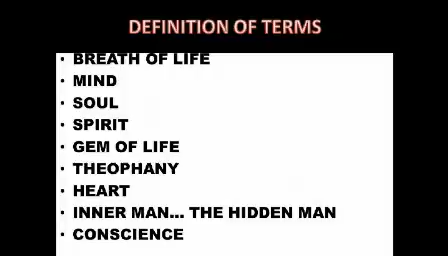 DEFINITION OF TERMS
• BREATH OF LIFE
• MIND
• SOUL
• SPIRIT
• GEM OF LIFE
• THEOPHANY
• HEART
• INNER MAN... THE HIDDEN MAN
• CONSCIENCE